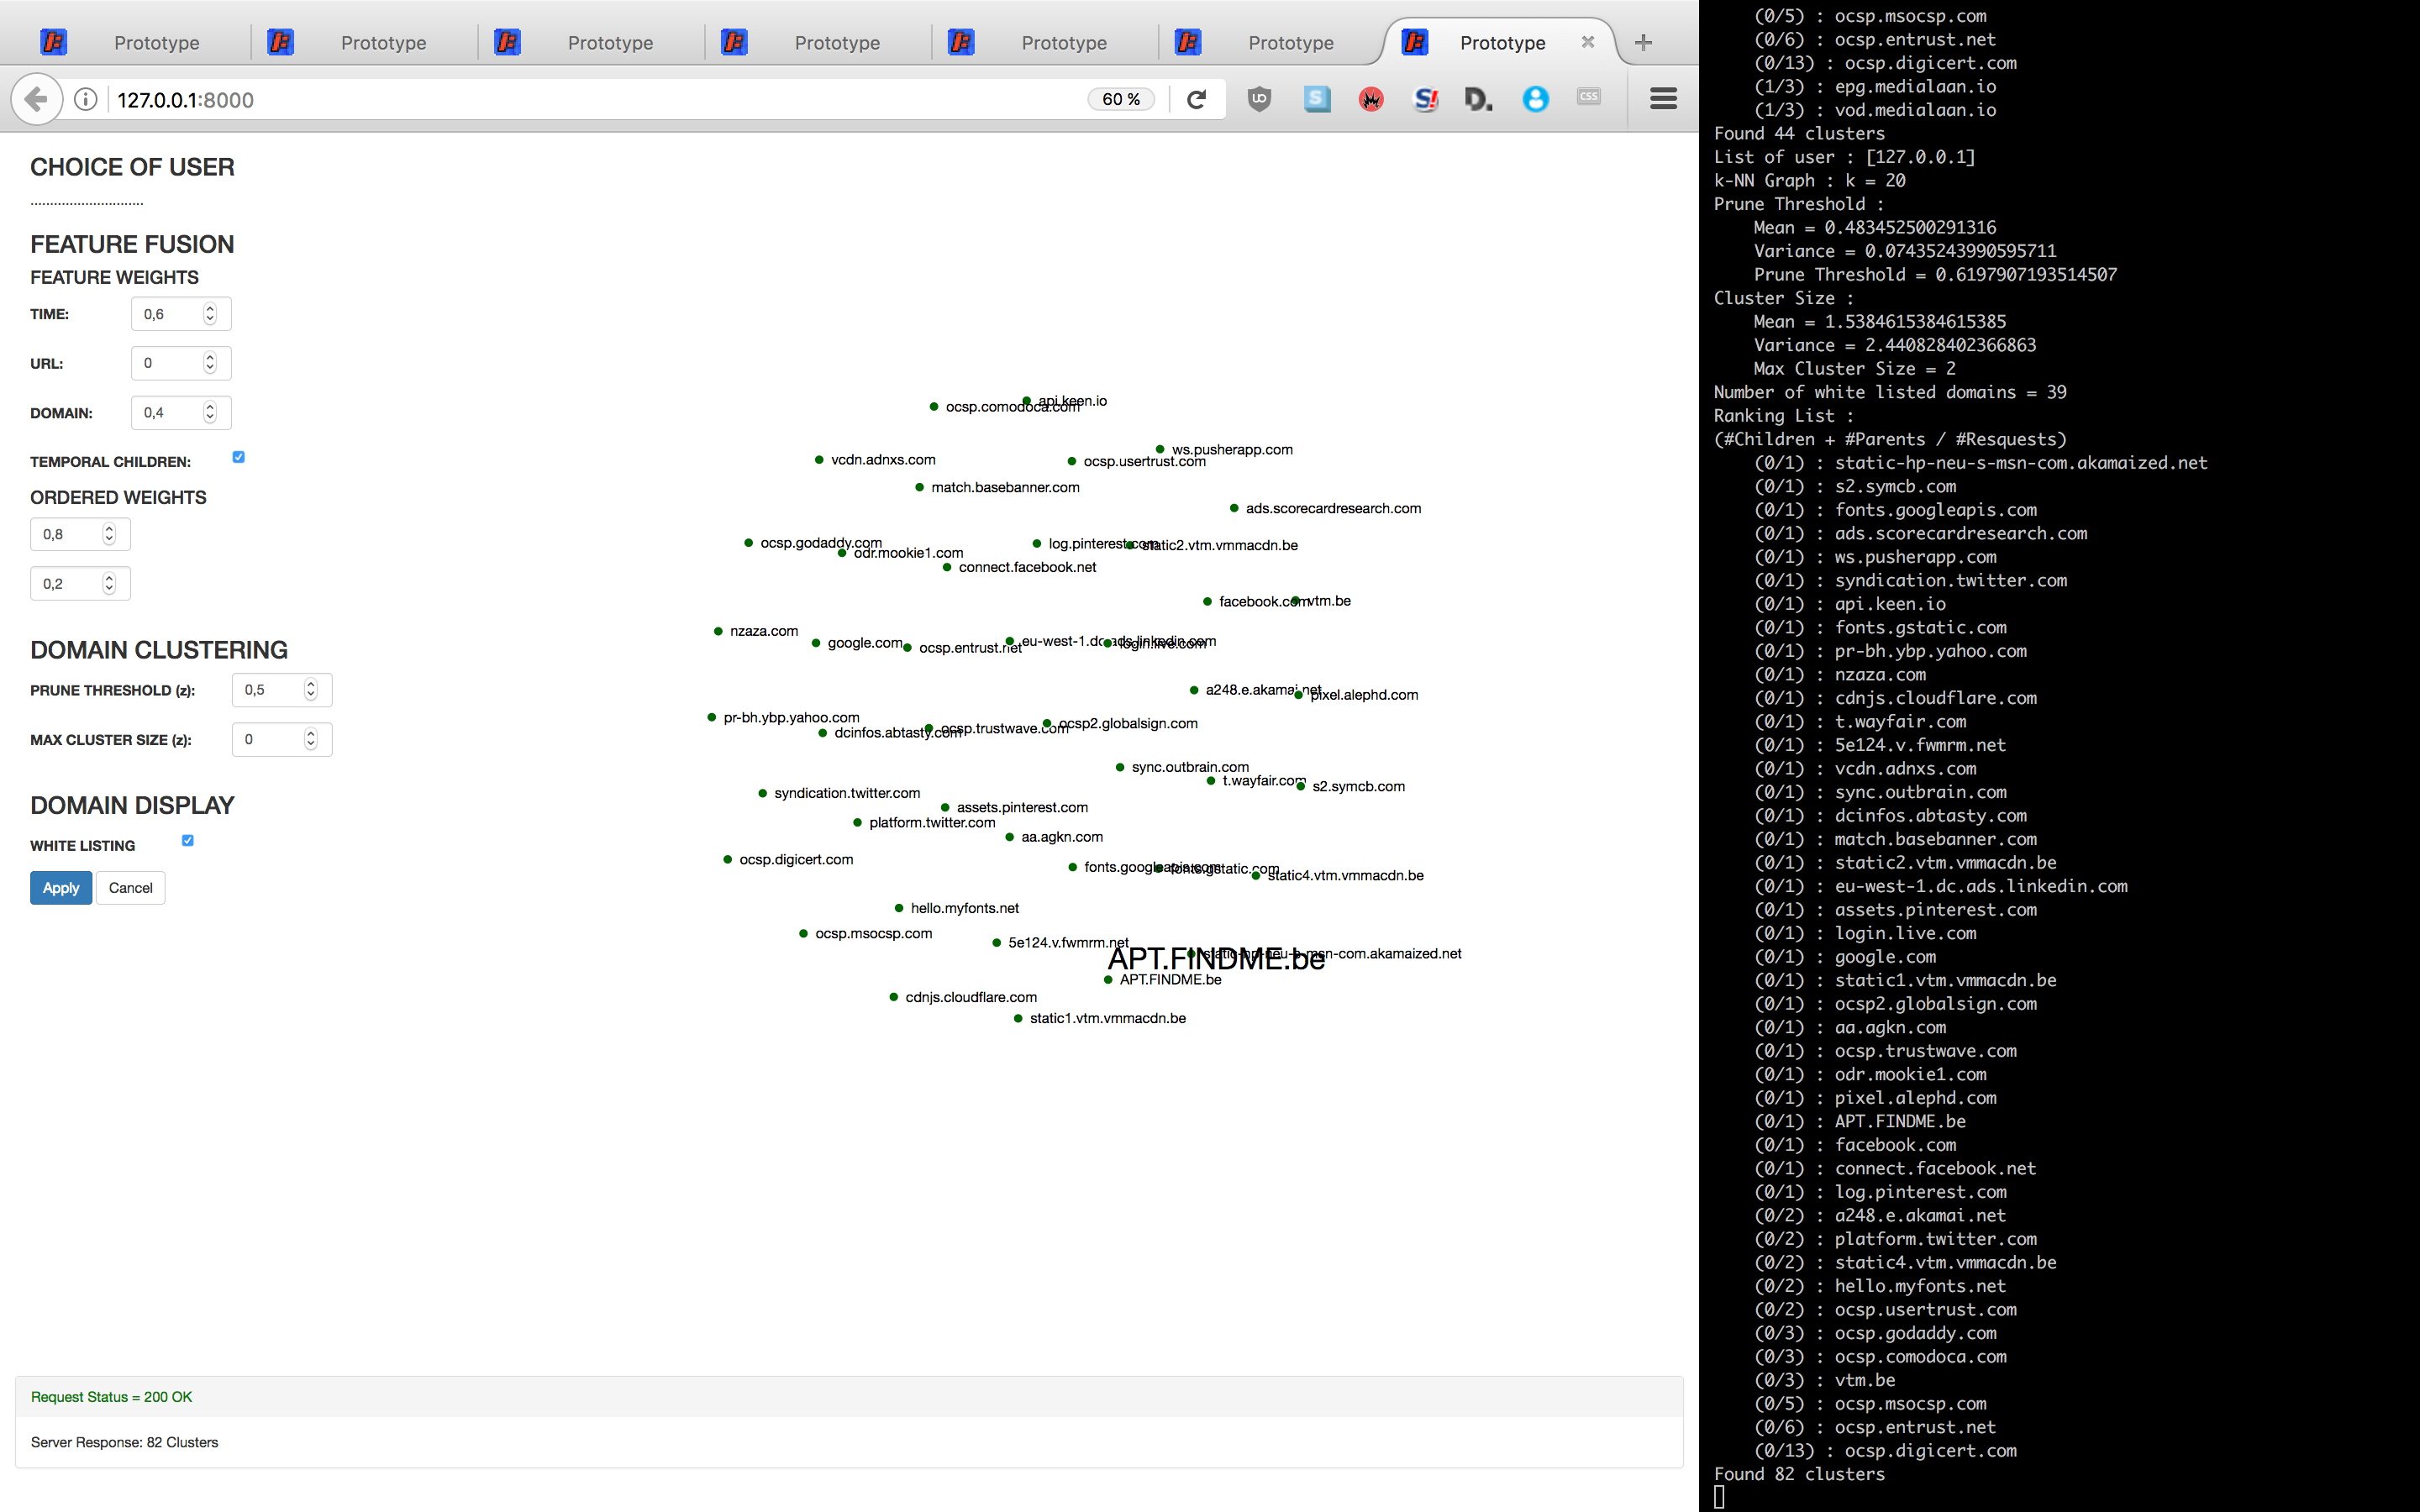 Prototype
Prototype
Prototype
Prototype
Prototype
Prototype
Prototype
127.0.0.1:8000
60 %
CSS
CHOICE OF USER
FEATURE FUSION
FEATURE WEIGHTS
TIME: 0,6
URL: 0
DOMAIN: 0,4
TEMPORAL CHILDREN:
ORDERED WEIGHTS
0,8
0,2
DOMAIN CLUSTERING
PRUNE THRESHOLD (z): 0,5
MAX CLUSTER SIZE (z): 0
DOMAIN DISPLAY
WHITE LISTING
Apply Cancel
api.keen.io
ocsp.comodoca.com
ws.pusherapp.com
vcdn.adnxs.com
ocsp.usertrust.com
match.basebanner.com
ads.scorecardresearch.com
ocsp.godaddy.com
log.pinterest.com
static2.vtm.vmmacdn.be
odr.mookie1.com
connect.facebook.net
facebook.com
vtm.be
nzaza.com
google.com
ocsp.entrust.net
eu-west-1.dc.ads.linkedin.com
login.live.com
a248.e.akamai.net
pixel.alephd.com
pr-bh.ybp.yahoo.com
dcinfos.abtasty.com
ocsp.trustwave.com
ocsp2.globalsign.com
sync.outbrain.com
t.wayfair.com
s2.symcb.com
syndication.twitter.com
assets.pinterest.com
platform.twitter.com
aa.agkn.com
ocsp.digicert.com
fonts.googleapis.com
fonts.gstatic.com
static4.vtm.vmmacdn.be
hello.myfonts.net
ocsp.msocsp.com
5e124.v.fwmrm.net
static-hp-neu-s-msn-com.akamaized.net
APT.FINDME.be
APT.FINDME.be
cdnjs.cloudflare.com
static1.vtm.vmmacdn.be
Request Status = 200 OK
Server Response: 82 Clusters
(0/5) : ocsp.msocsp.com
(0/6) : ocsp.entrust.net
(0/13) : ocsp.digicert.com
(1/3) : epg.medialaan.io
(1/3) : vod.medialaan.io
Found 44 clusters
List of user : [127.0.0.1]
k-NN Graph : k = 20
Prune Threshold :
Mean = 0.483452500291316
Variance = 0.07435243990595711
Prune Threshold = 0.6197907193514507
Cluster Size :
Mean = 1.5384615384615385
Variance = 2.440828402366863
Max Cluster Size = 2
Number of white listed domains = 39
Ranking List :
(#Children + #Parents / #Resquests)
(0/1) : static-hp-neu-s-msn-com.akamaized.net
(0/1) : s2.symcb.com
(0/1) : fonts.googleapis.com
(0/1) : ads.scorecardresearch.com
(0/1) : ws.pusherapp.com
(0/1) : syndication.twitter.com
(0/1) : api.keen.io
(0/1) : fonts.gstatic.com
(0/1) : pr-bh.ybp.yahoo.com
(0/1) : nzaza.com
(0/1) : cdnjs.cloudflare.com
(0/1) : t.wayfair.com
(0/1) : 5e124.v.fwmrm.net
(0/1) : vcdn.adnxs.com
(0/1) : sync.outbrain.com
(0/1) : dcinfos.abtasty.com
(0/1) : match.basebanner.com
(0/1) : static2.vtm.vmmacdn.be
(0/1) : eu-west-1.dc.ads.linkedin.com
(0/1) : assets.pinterest.com
(0/1) : login.live.com
(0/1) : google.com
(0/1) : static1.vtm.vmmacdn.be
(0/1) : ocsp2.globalsign.com
(0/1) : aa.agkn.com
(0/1) : ocsp.trustwave.com
(0/1) : odr.mookie1.com
(0/1) : pixel.alephd.com
(0/1) : APT.FINDME.be
(0/1) : facebook.com
(0/1) : connect.facebook.net
(0/1) : log.pinterest.com
(0/2) : a248.e.akamai.net
(0/2) : platform.twitter.com
(0/2) : static4.vtm.vmmacdn.be
(0/2) : hello.myfonts.net
(0/2) : ocsp.usertrust.com
(0/3) : ocsp.godaddy.com
(0/3) : ocsp.comodoca.com
(0/3) : vtm.be
(0/5) : ocsp.msocsp.com
(0/6) : ocsp.entrust.net
(0/13) : ocsp.digicert.com
Found 82 clusters